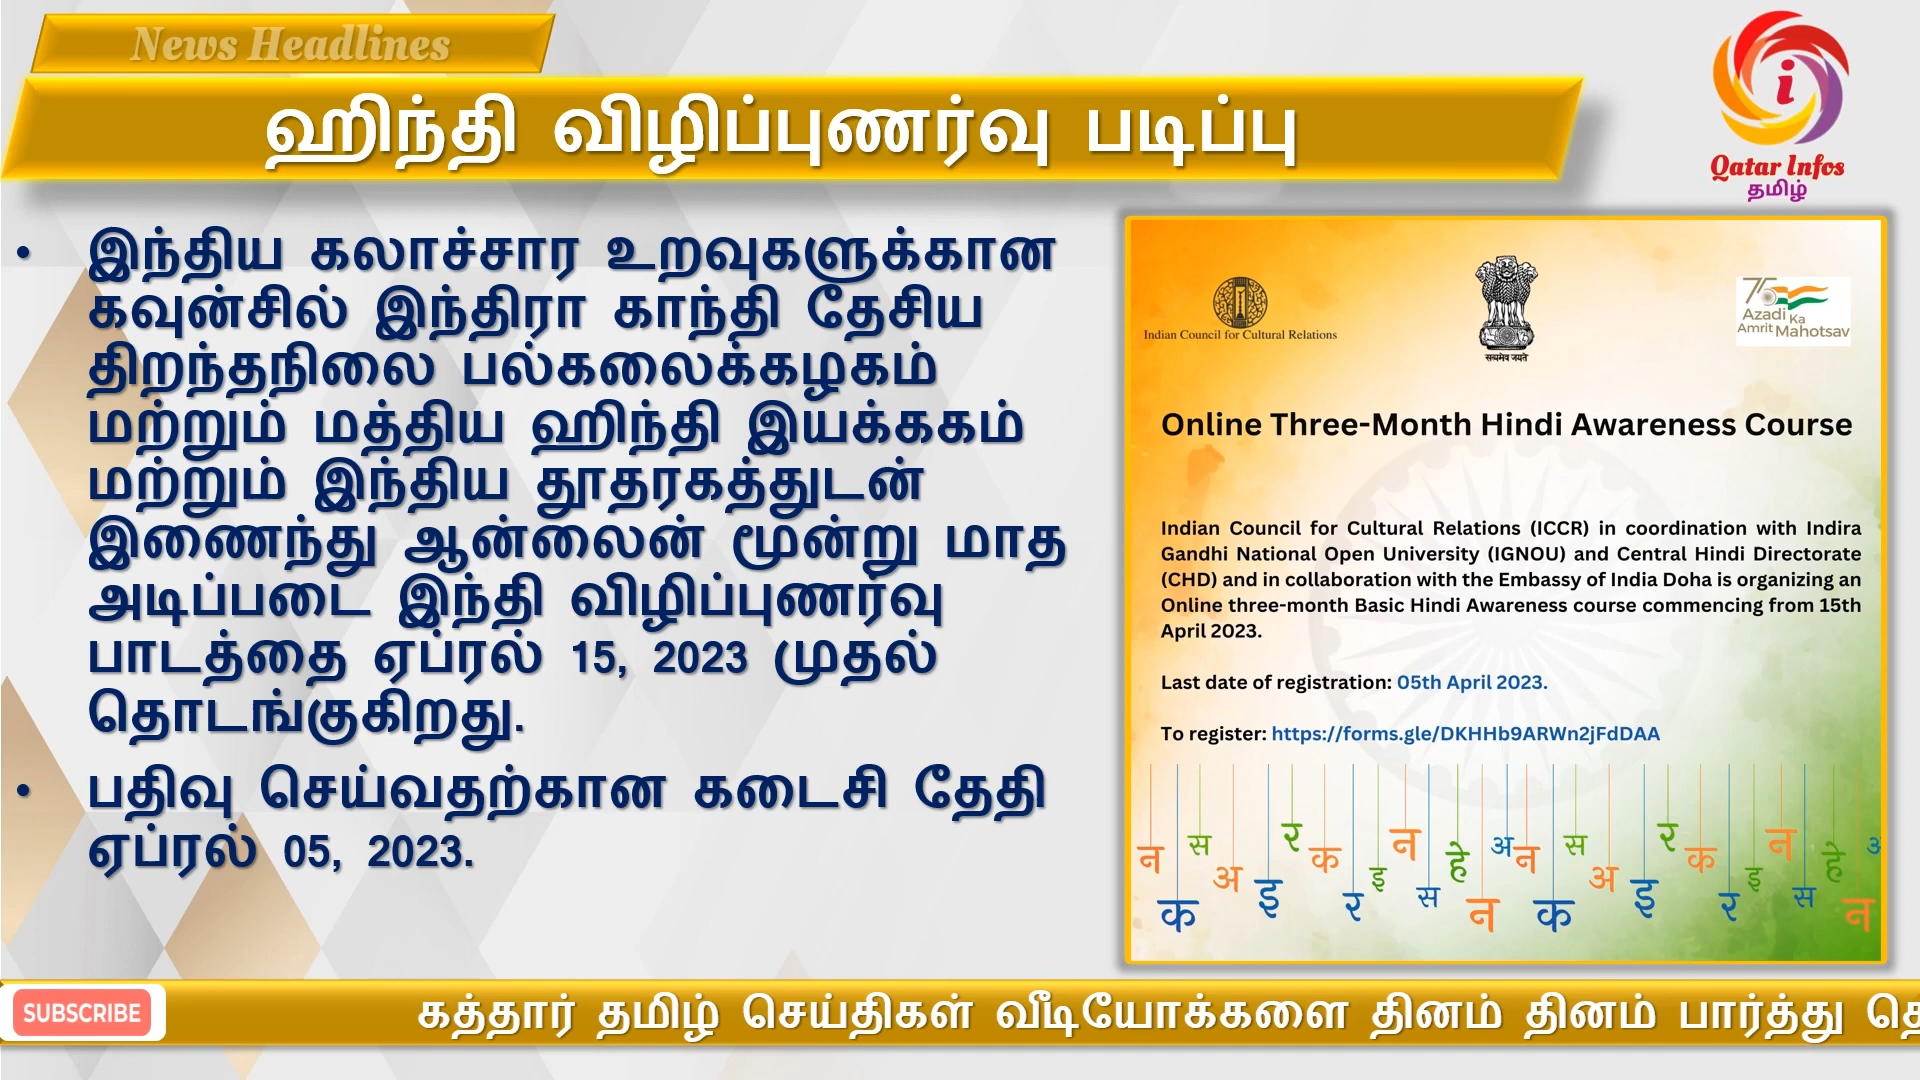 News Headlines
ஹிந்தி விழிப்புணர்வு படிப்பு
i
Qatar Infos
தமிழ்
• இந்திய கலாச்சார உறவுகளுக்கான
கவுன்சில் இந்திரா காந்தி தேசிய
திறந்தநிலை பல்கலைக்கழகம்
மற்றும் மத்திய ஹிந்தி இயக்ககம்
மற்றும் இந்திய தூதரகத்துடன்
இணைந்து ஆன்லைன் மூன்று மாத
அடிப்படை இந்தி விழிப்புணர்வு
பாடத்தை ஏப்ரல் 15, 2023 முதல்
தொடங்குகிறது.
• பதிவு செய்வதற்கான கடைசி தேதி
ஏப்ரல் 05, 2023.
Indian Council for Cultural Relations
सत्यमेव जयते
75
Azadi Ka
Amrit Mahotsav
Online Three-Month Hindi Awareness Course
Indian Council for Cultural Relations (ICCR) in coordination with Indira
Gandhi National Open University (IGNOU) and Central Hindi Directorate
(CHD) and in collaboration with the Embassy of India Doha is organizing an
Online three-month Basic Hindi Awareness course commencing from 15th
April 2023.
Last date of registration: 05th April 2023.
To register: https://forms.gle/DKHHb9ARWn2jFdDAA
न क स अ इ र क र इ न स हे न अ न क स अ इ र क र इ न स हे न अ
SUBSCRIBE
கத்தார் தமிழ் செய்திகள் வீடியோக்களை தினம் தினம் பார்த்து தெ